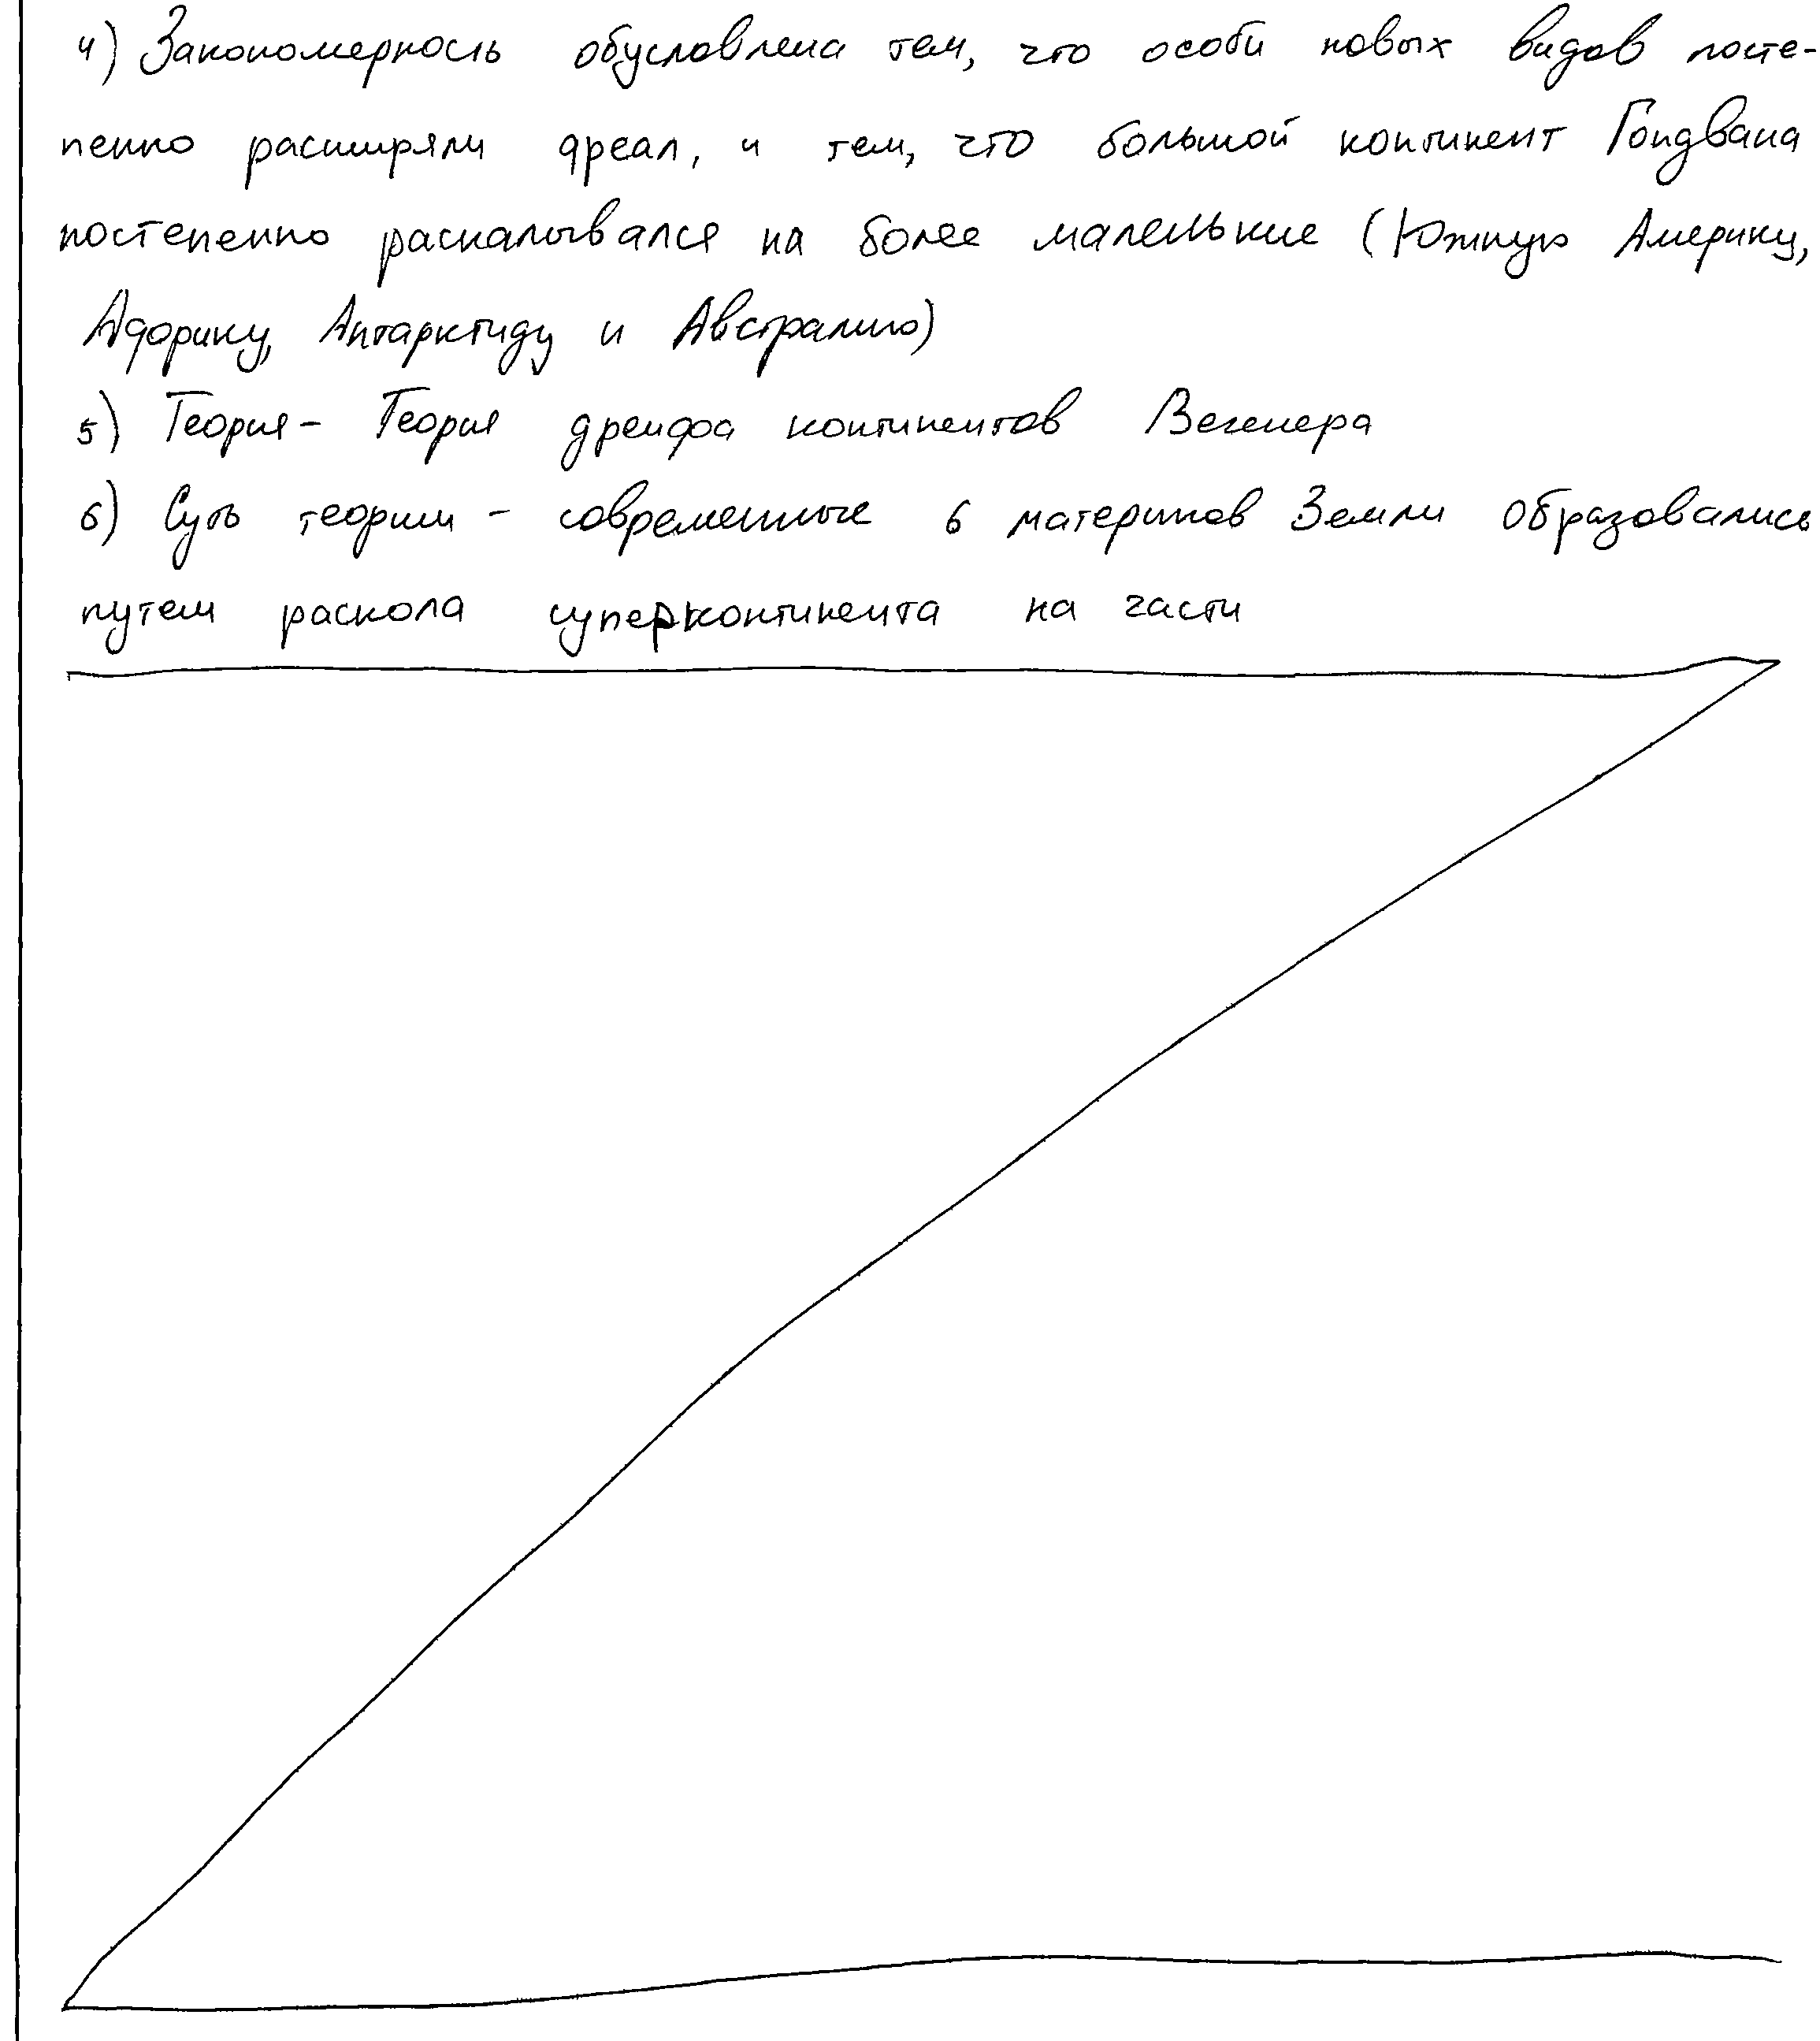 4) Закономерность обусловлена тем, что особи новых видов посте-
пенно расширяли ареал, и тем, что большой континент Гондвана
постепенно раскалывался на более маленькие (Южную Америку,
Африку, Антарктиду и Австралию)
5) Теория - Теория дрейфа континентов Вегенера
6) Суть теории - современные 6 материков Земли образовались
путем раскола суперконтинента на части